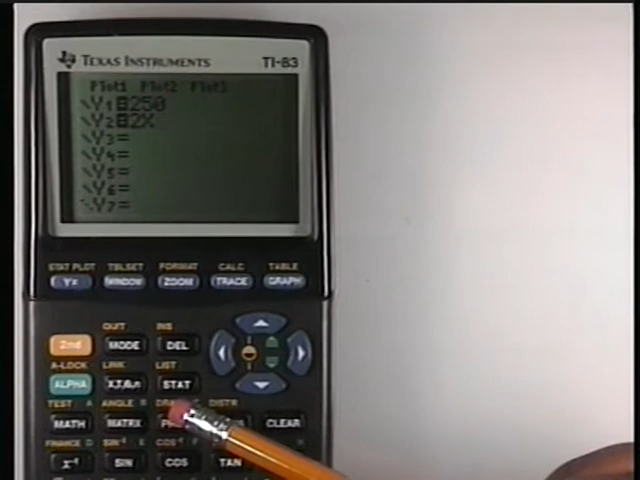 TEXAS INSTRUMENTS TI-83
Plot1 Plot2 Plot3
\Y1=250
\Y2=2X
\Y3=
\Y4=
\Y5=
\Y6=
\Y7=
STAT PLOT TBLSET FORMAT CALC TABLE
Y= WINDOW ZOOM TRACE GRAPH
QUIT INS
2nd MODE DEL
A-LOCK LINK LIST
ALPHA X,T,θ,n STAT
TEST A ANGLE B DISTR
MATH MATRX CLEAR
FINANCE D SIN⁻¹ E COS⁻¹ F
x⁻¹ SIN COS TAN